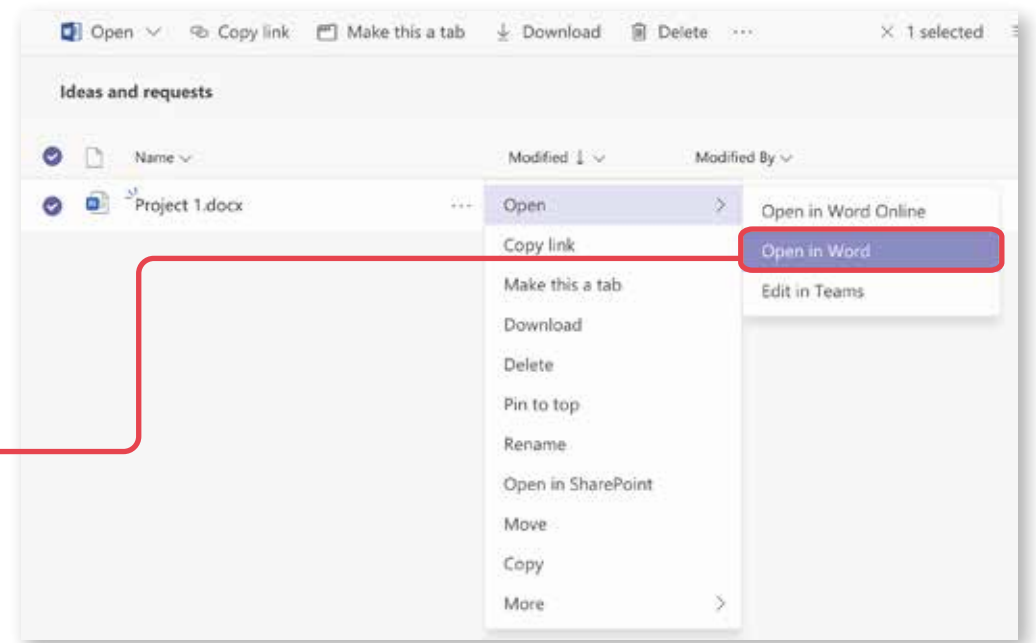 Open Copy link Make this a tab Download Delete ... 1 selected
Ideas and requests
Name Modified Modified By
Project 1.docx ...
Open
Copy link
Make this a tab
Download
Delete
Pin to top
Rename
Open in SharePoint
Move
Copy
More
Open in Word Online
Open in Word
Edit in Teams